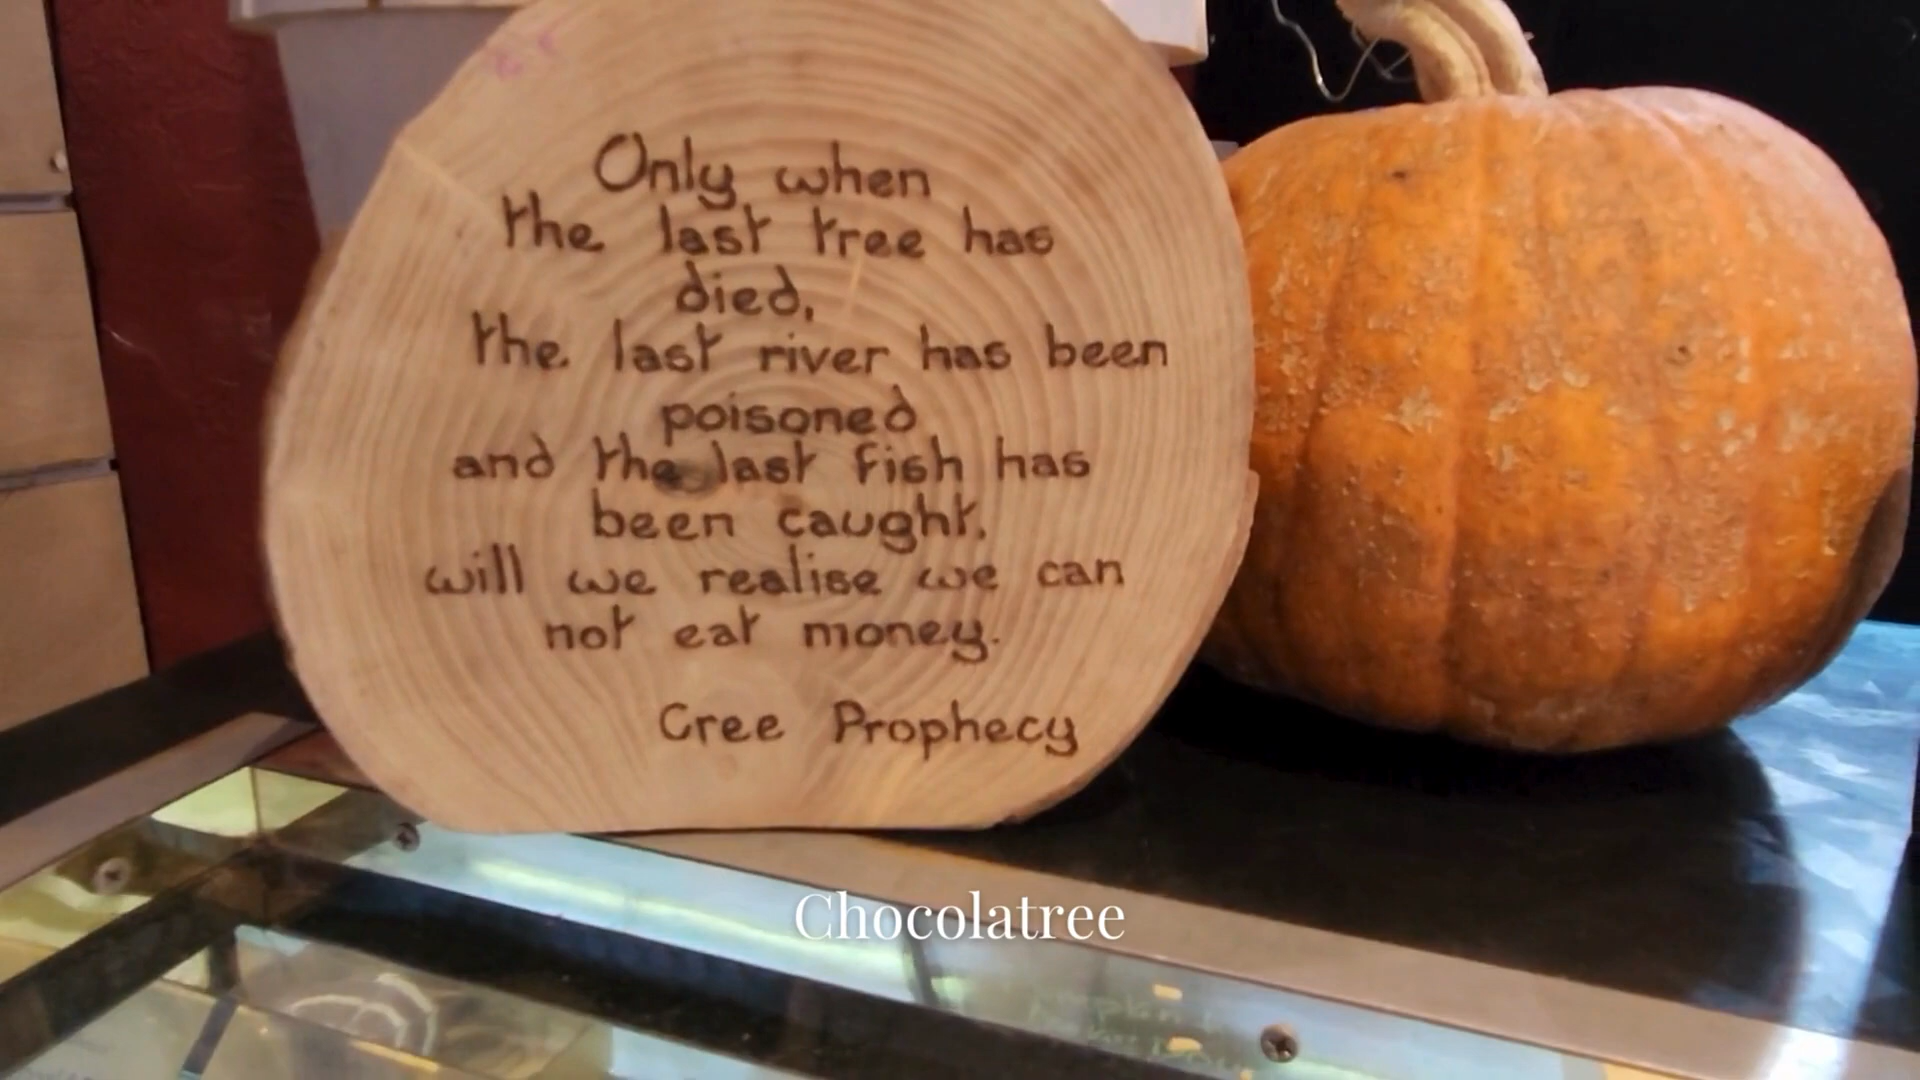 Only when
the last tree has
died,
the last river has been
poisoned
and the last fish has
been caught,
will we realise we can
not eat money.
Cree Prophecy
Chocolatree